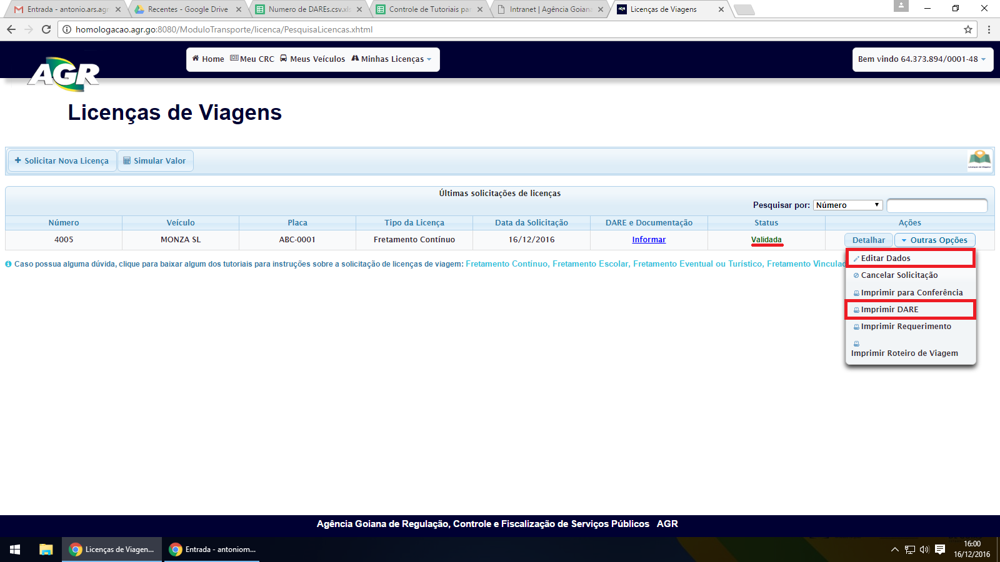 Entrada - antonio.ars.agr
Recentes - Google Drive
Numero de DAREs.csv.xls
Controle de Tutoriais par
Intranet | Agência Goiana
Licenças de Viagens
homologacao.agr.go:8080/ModuloTransporte/licenca/PesquisaLicencas.xhtml
AGR
Home Meu CRC Meus Veículos Minhas Licenças
Bem vindo 64.373.894/0001-48
Licenças de Viagens
Solicitar Nova Licença Simular Valor
Licenças de Viagens
Últimas solicitações de licenças
Pesquisar por: Número
Número Veículo Placa Tipo da Licença Data da Solicitação DARE e Documentação Status Ações
4005 MONZA SL ABC-0001 Fretamento Contínuo 16/12/2016 Informar Validada Detalhar Outras Opções
Caso possua alguma dúvida, clique para baixar algum dos tutoriais para instruções sobre a solicitação de licenças de viagem: Fretamento Continuo, Fretamento Escolar, Fretamento Eventual ou Turístico, Fretamento Vinculad
Editar Dados
Cancelar Solicitação
Imprimir para Conferência
Imprimir DARE
Imprimir Requerimento
Imprimir Roteiro de Viagem
Agência Goiana de Regulação, Controle e Fiscalização de Serviços Públicos AGR
Licenças de Viagen...
Entrada - antoniom...
16:00
16/12/2016